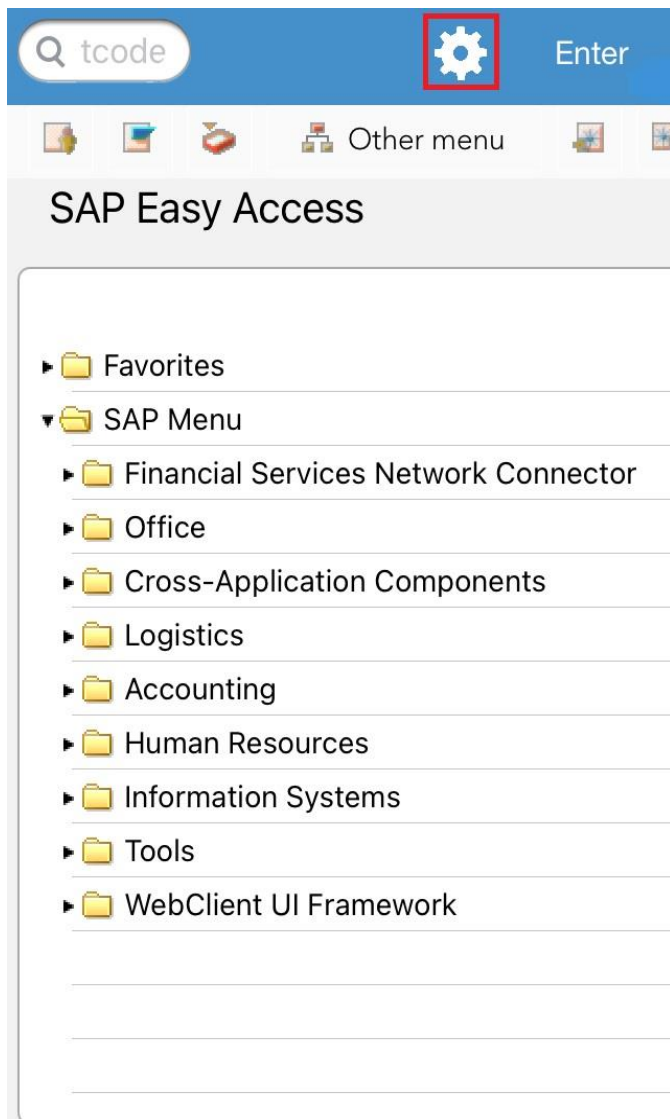 tcode
Enter
Other menu
SAP Easy Access
Favorites
SAP Menu
Financial Services Network Connector
Office
Cross-Application Components
Logistics
Accounting
Human Resources
Information Systems
Tools
WebClient UI Framework